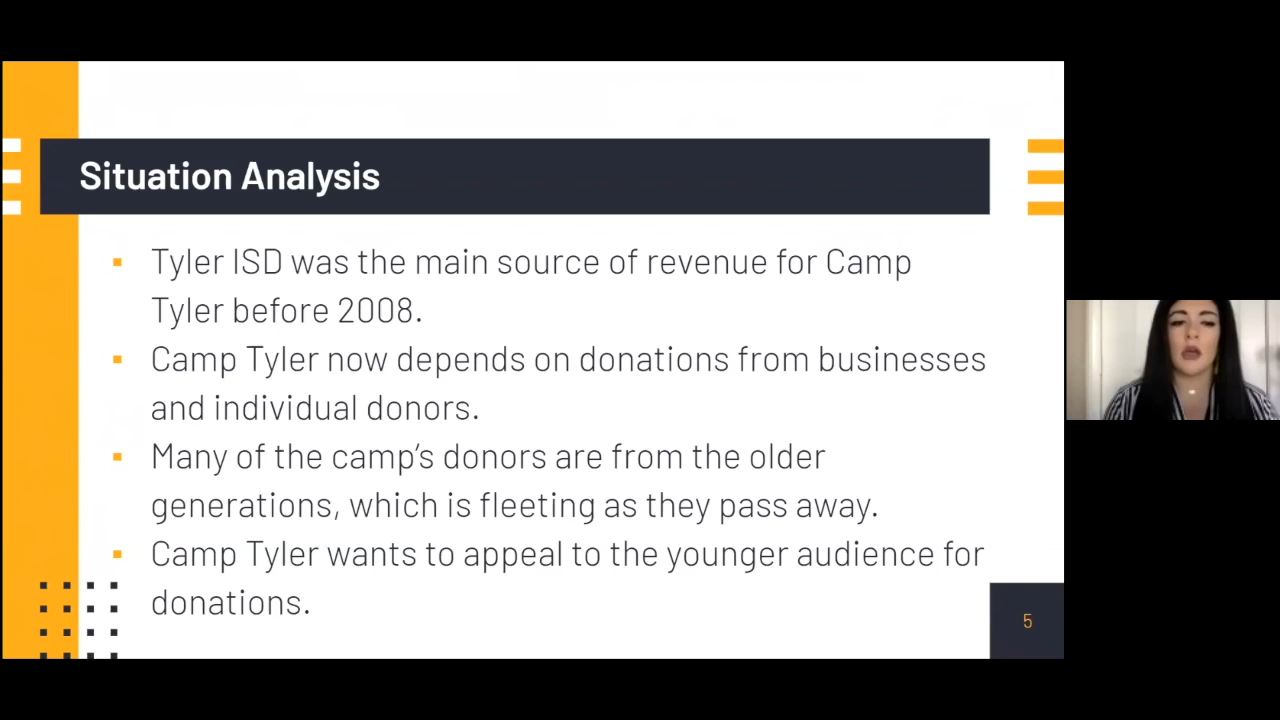 Situation Analysis
▪ Tyler ISD was the main source of revenue for Camp
Tyler before 2008.
▪ Camp Tyler now depends on donations from businesses
and individual donors.
▪ Many of the camp’s donors are from the older
generations, which is fleeting as they pass away.
▪ Camp Tyler wants to appeal to the younger audience for
donations.
5